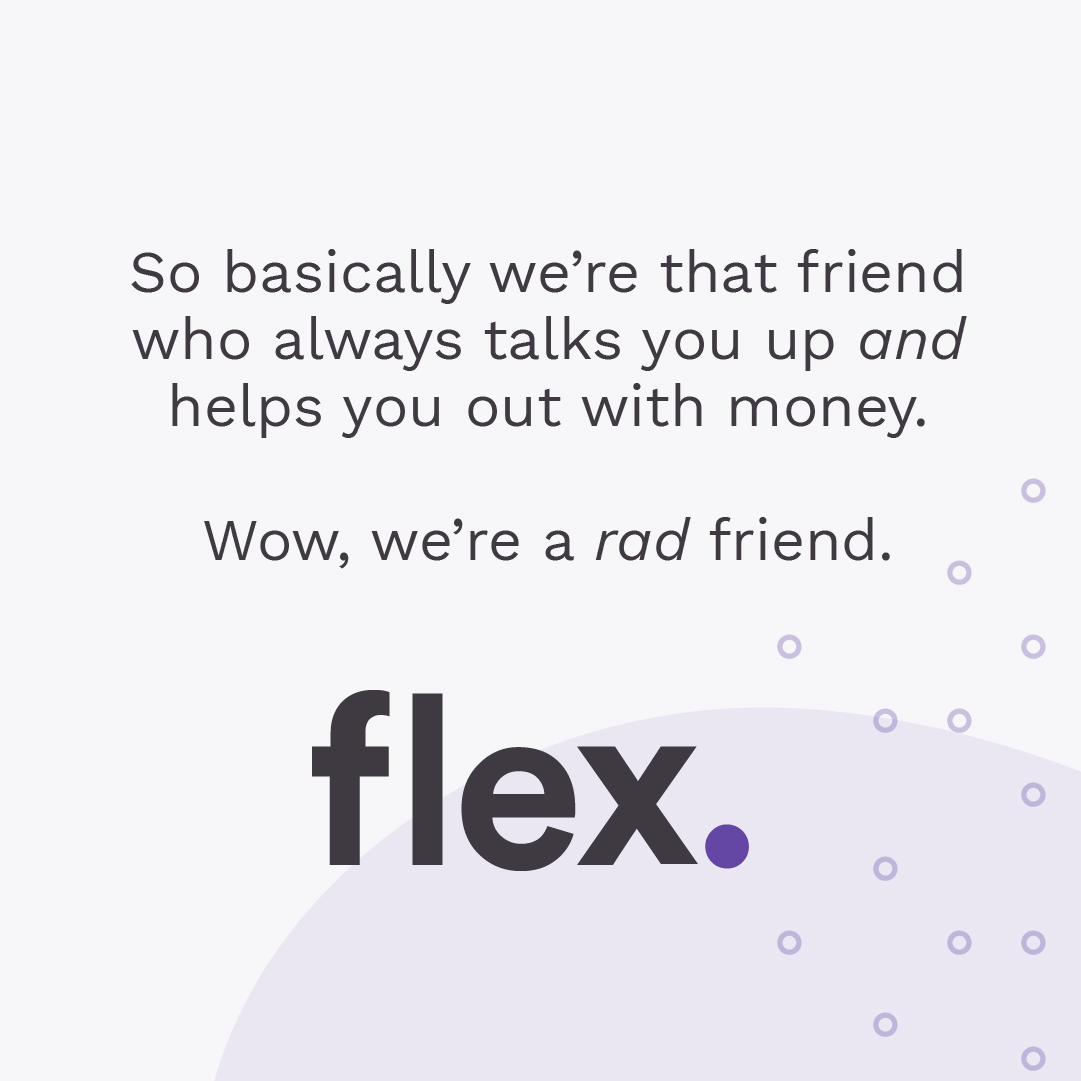 So basically we’re that friend
who always talks you up and
helps you out with money.
Wow, we’re a rad friend.
flex.